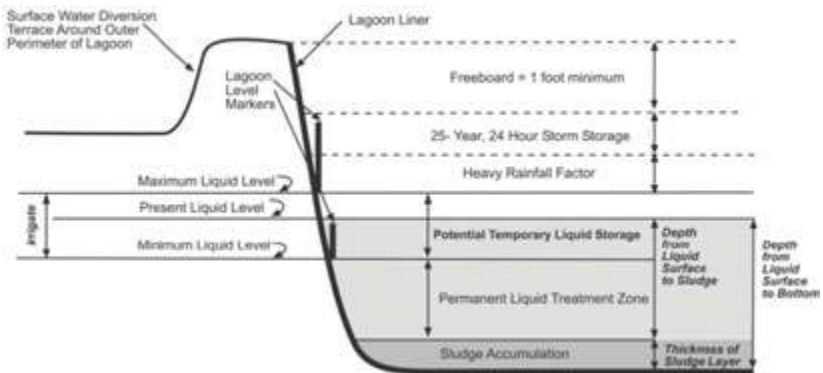 Surface Water Diversion
Terrace Around Outer
Perimeter of Lagoon
Lagoon Liner
Lagoon
Level
Markers
Freeboard = 1 foot minimum
25- Year, 24 Hour Storm Storage
Heavy Rainfall Factor
Maximum Liquid Level
Present Liquid Level
Irrigate
Minimum Liquid Level
Potential Temporary Liquid Storage
Depth
from
Liquid
Surface
to Sludge
Depth
from
Liquid
Surface
to Bottom
Permanent Liquid Treatment Zone
Sludge Accumulation
Thickness of
Sludge Layer